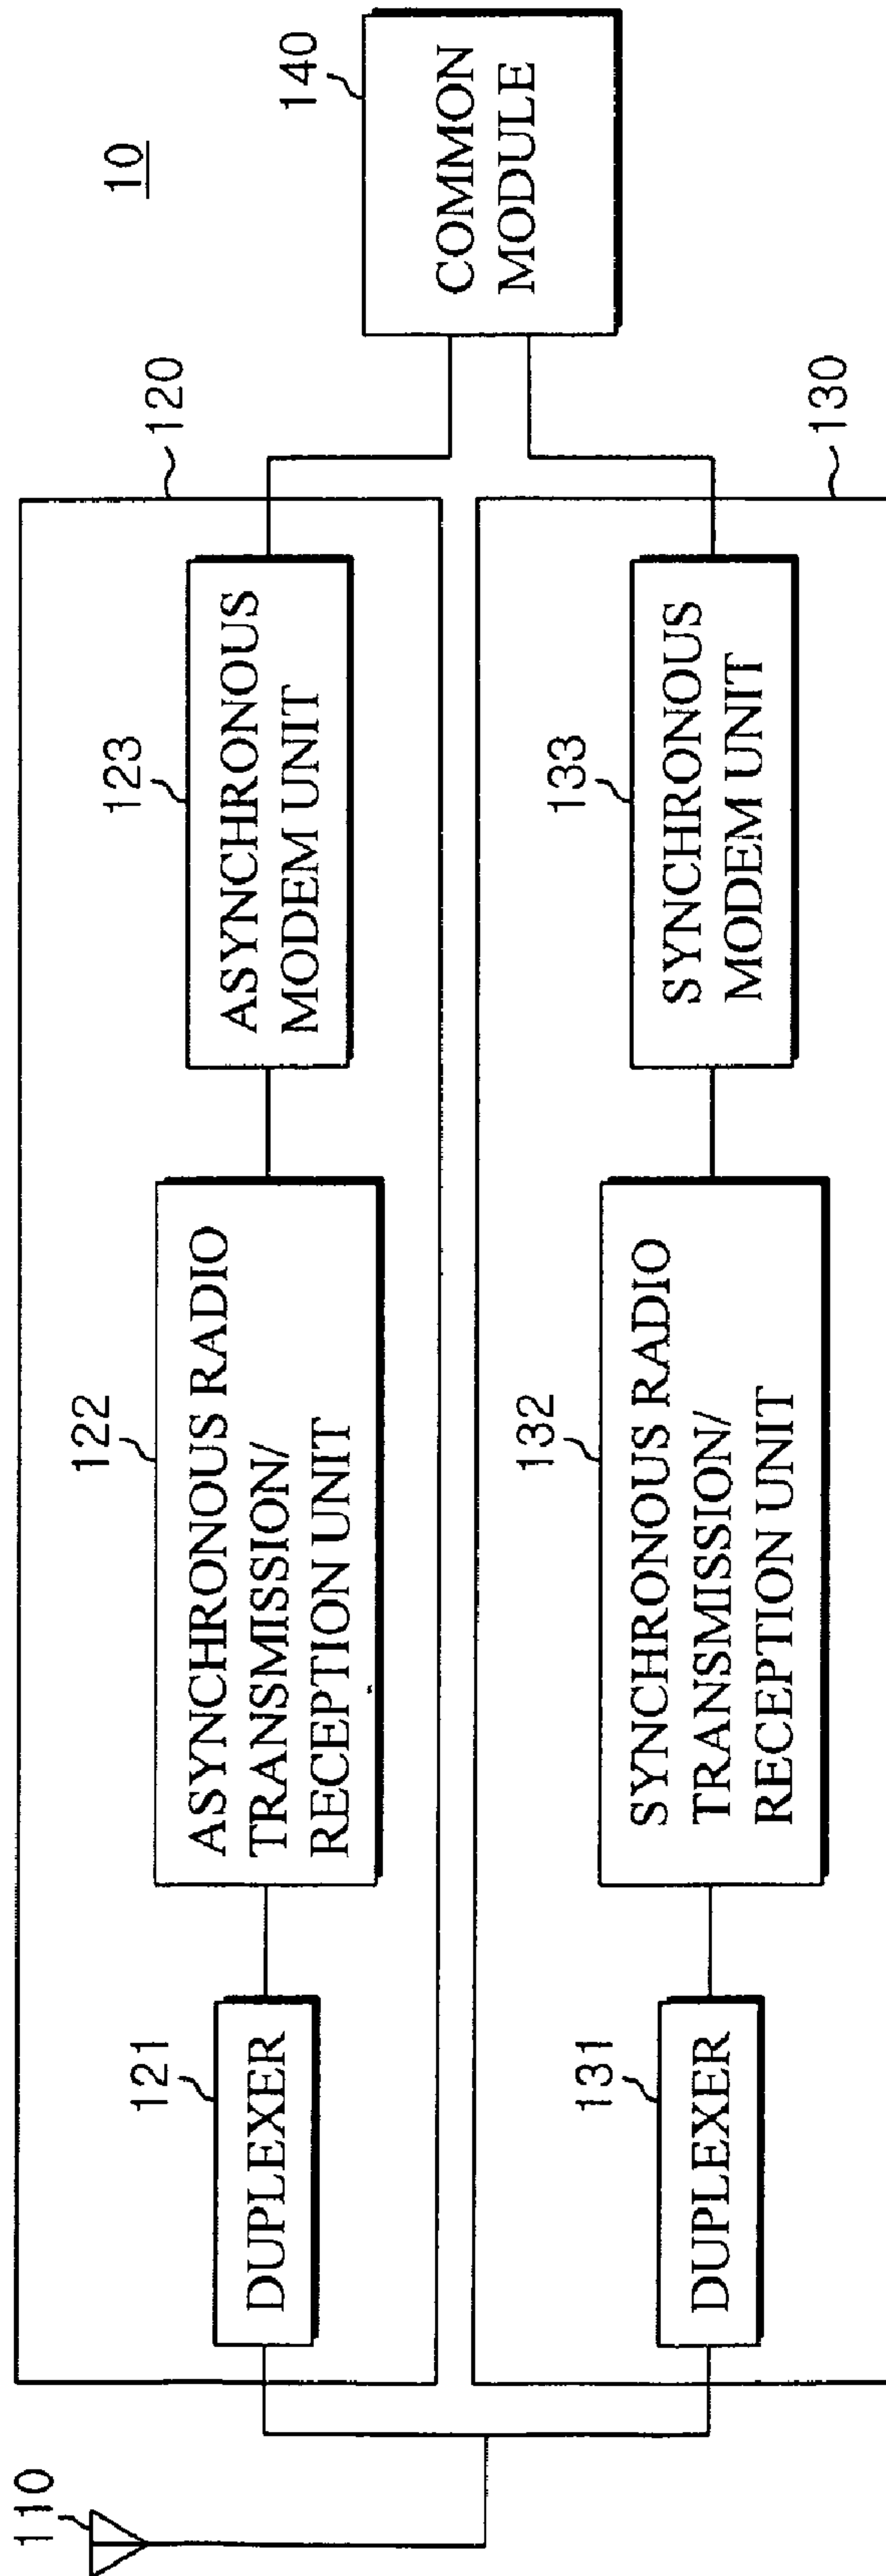 10
110
120
121
DUPLEXER
122
ASYNCHRONOUS RADIO
TRANSMISSION/
RECEPTION UNIT
123
ASYNCHRONOUS
MODEM UNIT
140
COMMON
MODULE
130
131
DUPLEXER
132
SYNCHRONOUS RADIO
TRANSMISSION/
RECEPTION UNIT
133
SYNCHRONOUS
MODEM UNIT